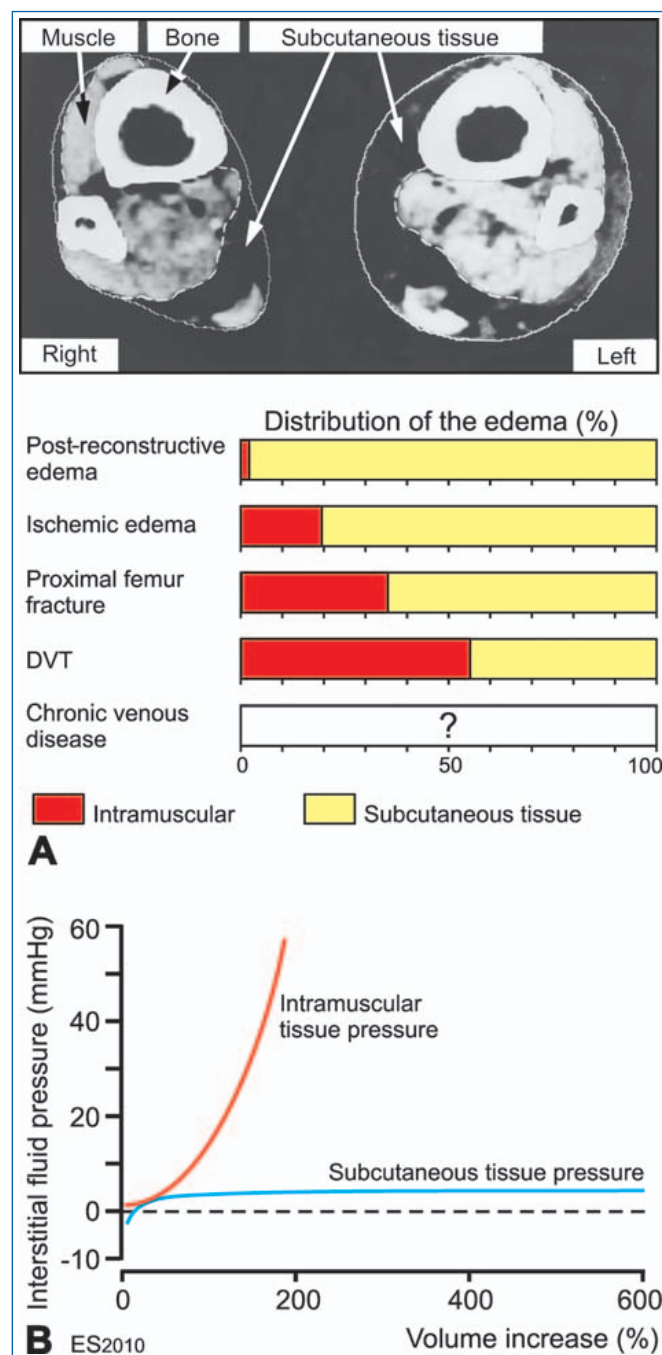 Muscle
Bone
Subcutaneous tissue
Right
Left
Distribution of the edema (%)
Post-reconstructive
edema
Ischemic edema
Proximal femur
fracture
DVT
Chronic venous
disease
?
0
50
100
Intramuscular
Subcutaneous tissue
A
Interstitial fluid pressure (mmHg)
60
40
20
0
-10
Intramuscular
tissue pressure
Subcutaneous tissue pressure
0
200
400
600
Volume increase (%)
B
ES2010